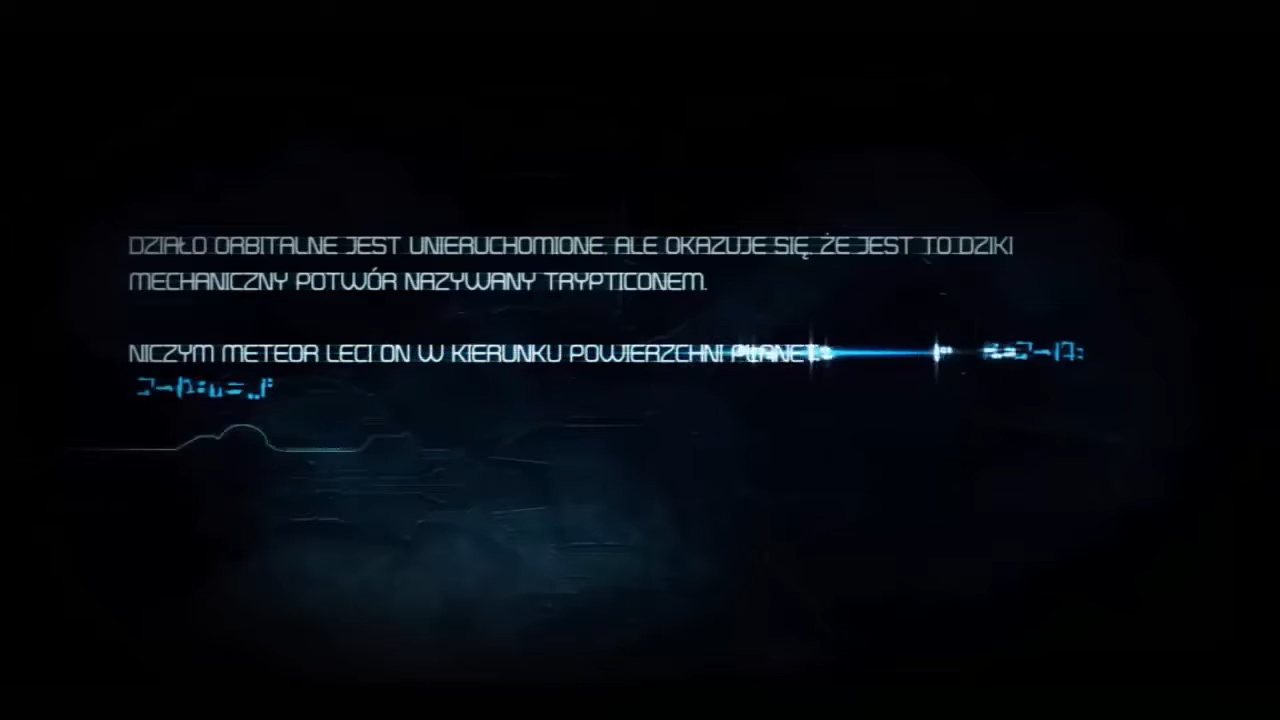 DZIAŁO ORBITALNE JEST UNIERUCHOMIONE, ALE OKAZUJE SIĘ, ŻE JEST TO DZIKI
MECHANICZNY POTWÓR NAZYWANY TRYPTICONEM.
NICZYM METEOR LECI ON W KIERUNKU POWIERZCHNI